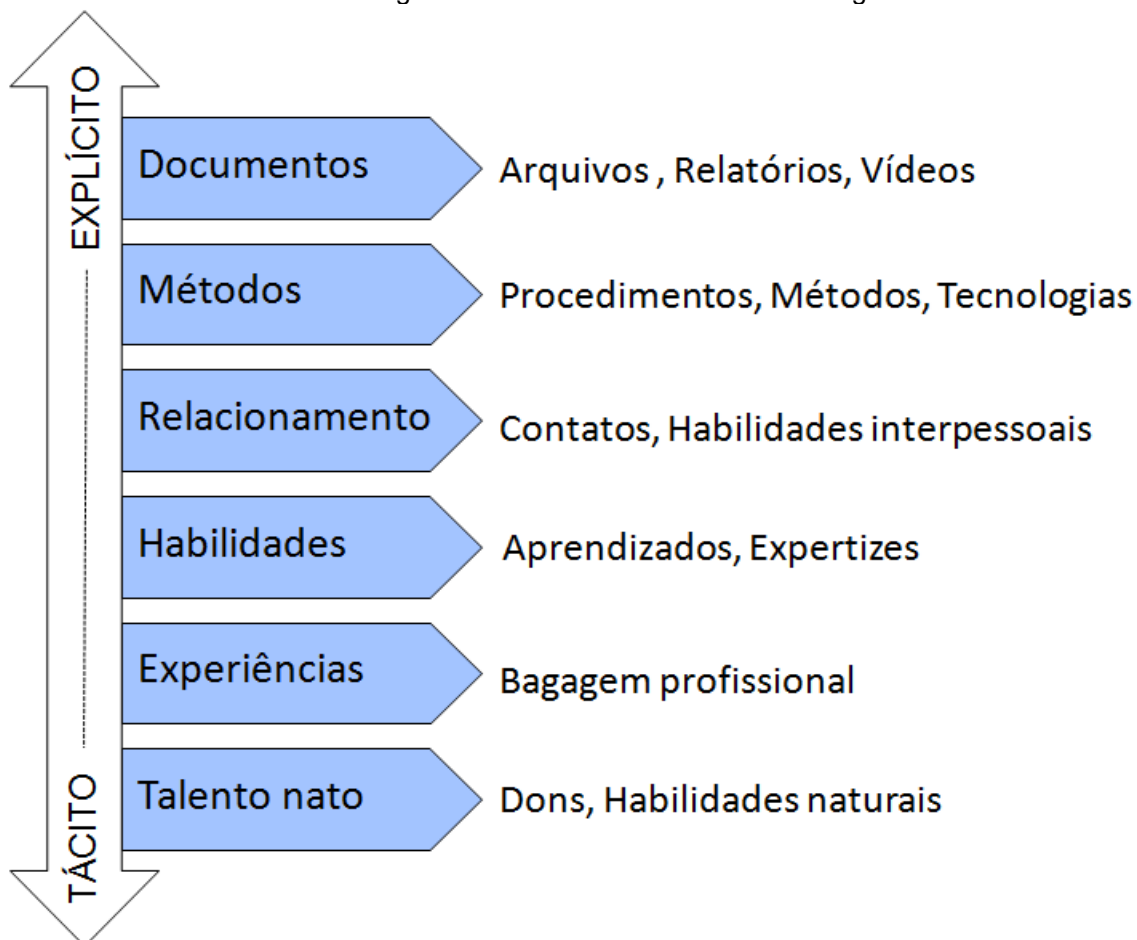 EXPLÍCITO
Documentos
Arquivos , Relatórios, Vídeos
Métodos
Procedimentos, Métodos, Tecnologias
Relacionamento
Contatos, Habilidades interpessoais
Habilidades
Aprendizados, Expertizes
Experiências
Bagagem profissional
TÁCITO
Talento nato
Dons, Habilidades naturais